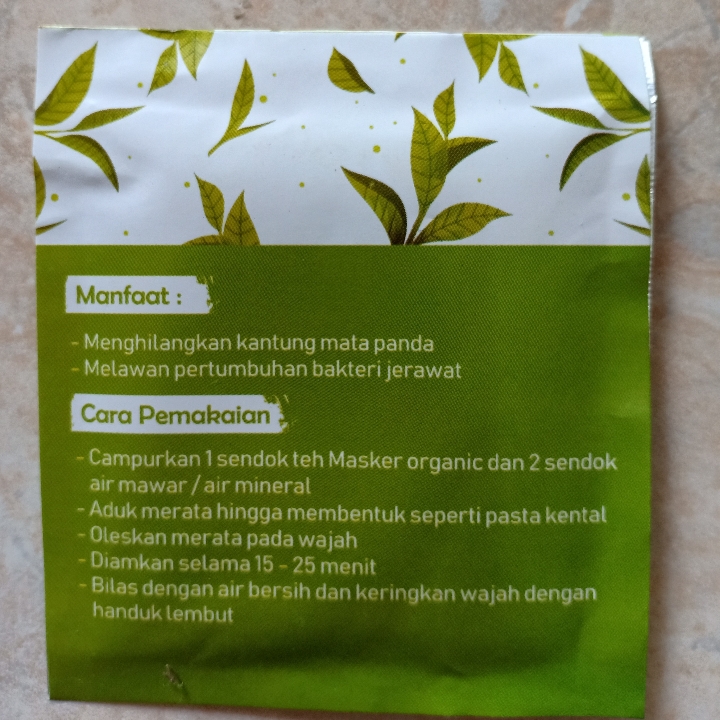 Manfaat :
- Menghilangkan kantung mata panda
- Melawan pertumbuhan bakteri jerawat
Cara Pemakaian
- Campurkan 1 sendok teh Masker organic dan 2 sendok
air mawar / air mineral
- Aduk merata hingga membentuk seperti pasta kental
- Oleskan merata pada wajah
- Diamkan selama 15 - 25 menit
- Bilas dengan air bersih dan keringkan wajah dengan
handuk lembut